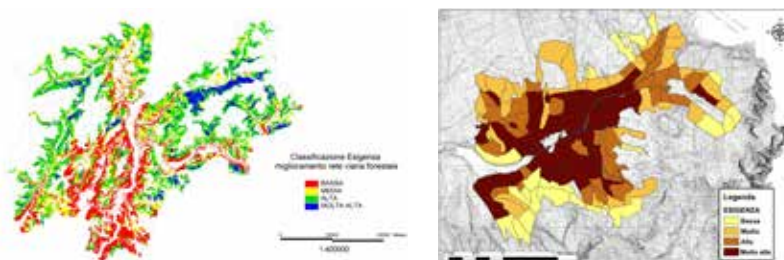 Classificazione Esigenza
miglioramento rete viaria forestale
BASSA
MEDIA
ALTA
MOLTA ALTA
1:400000
Legenda
ESIGENZA
Bassa
Media
Alta
Molto alta